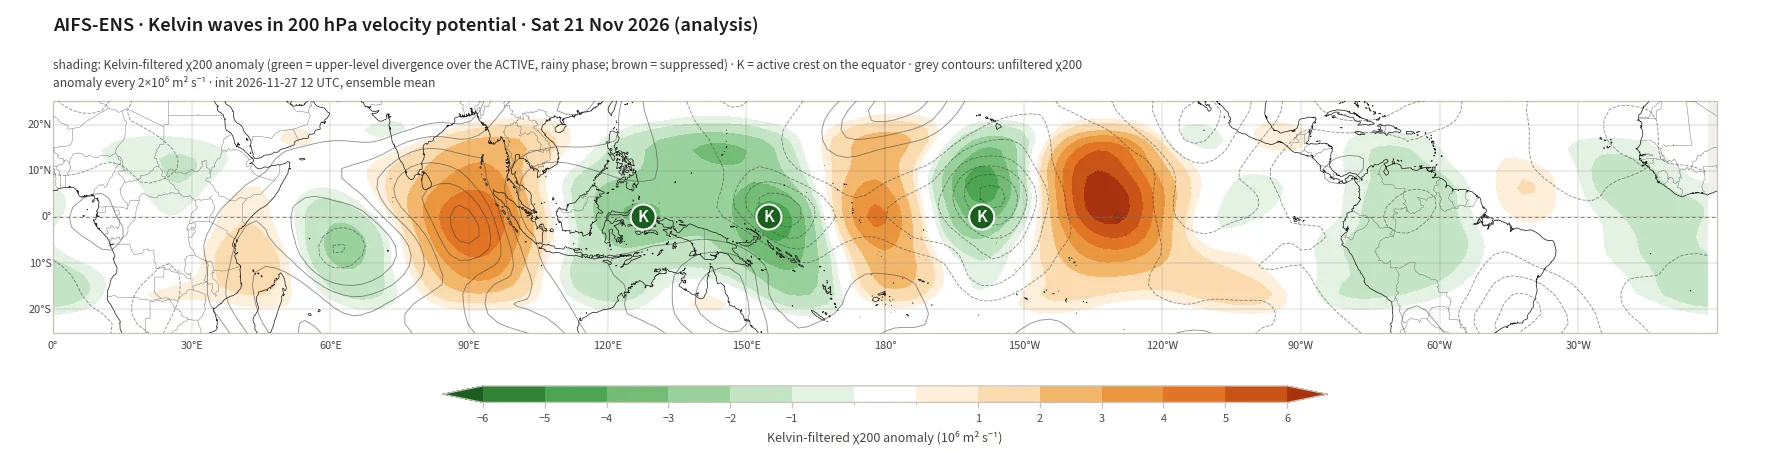 AIFS-ENS · Kelvin waves in 200 hPa velocity potential · Sat 21 Nov 2026 (analysis)
shading: Kelvin-filtered χ200 anomaly (green = upper-level divergence over the ACTIVE, rainy phase; brown = suppressed) · K = active crest on the equator · grey contours: unfiltered χ200
anomaly every 2×10⁶ m² s⁻¹ · init 2026-11-27 12 UTC, ensemble mean
20°N
10°N
0°
10°S
20°S
K K K
0° 30°E 60°E 90°E 120°E 150°E 180° 150°W 120°W 90°W 60°W 30°W
−6 −5 −4 −3 −2 −1 1 2 3 4 5 6
Kelvin-filtered χ200 anomaly (10⁶ m² s⁻¹)